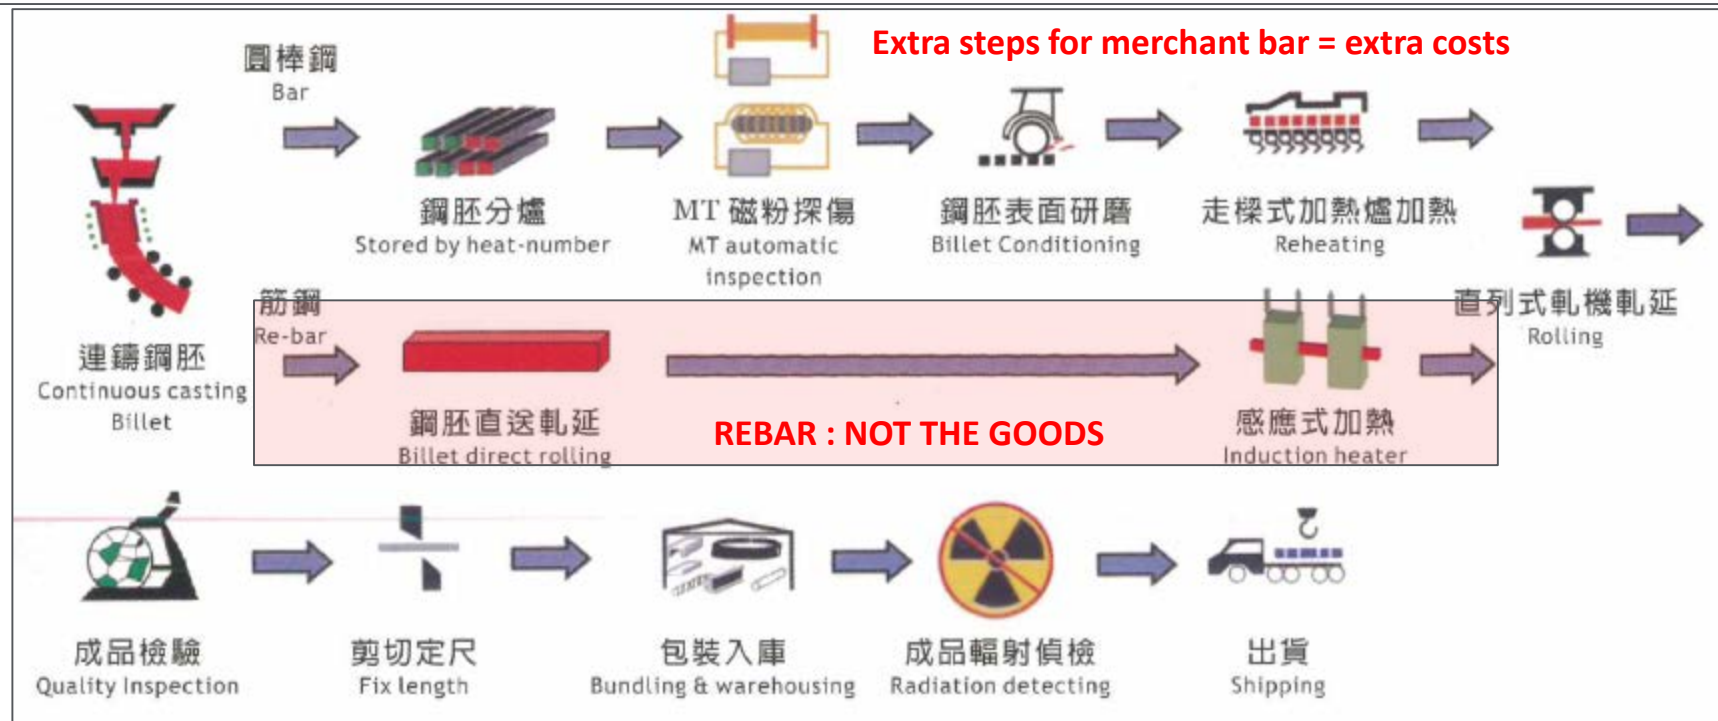 Extra steps for merchant bar = extra costs
圓棒鋼
Bar
鋼胚分爐
Stored by heat-number
MT 磁粉探傷
MT automatic
inspection
鋼胚表面研磨
Billet Conditioning
走樑式加熱爐加熱
Reheating
直列式軋機軋延
Rolling
連鑄鋼胚
Continuous casting
Billet
筋鋼
Re-bar
鋼胚直送軋延
Billet direct rolling
REBAR : NOT THE GOODS
感應式加熱
Induction heater
成品檢驗
Quality Inspection
剪切定尺
Fix length
包裝入庫
Bundling & warehousing
成品輻射偵檢
Radiation detecting
出貨
Shipping